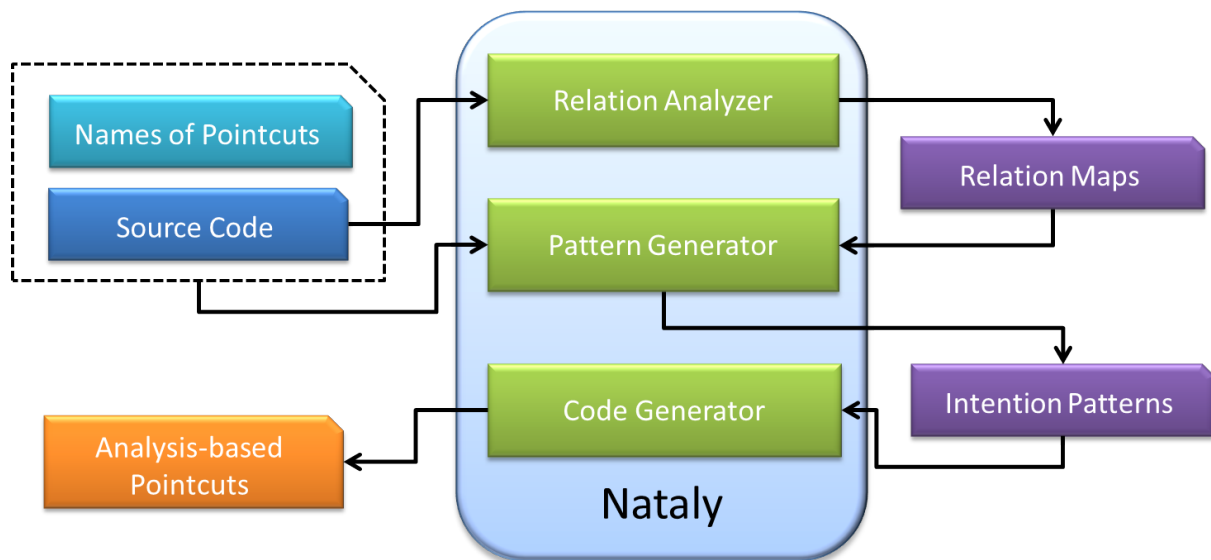 Names of Pointcuts
Source Code
Relation Analyzer
Relation Maps
Pattern Generator
Intention Patterns
Code Generator
Analysis-based
Pointcuts
Nataly